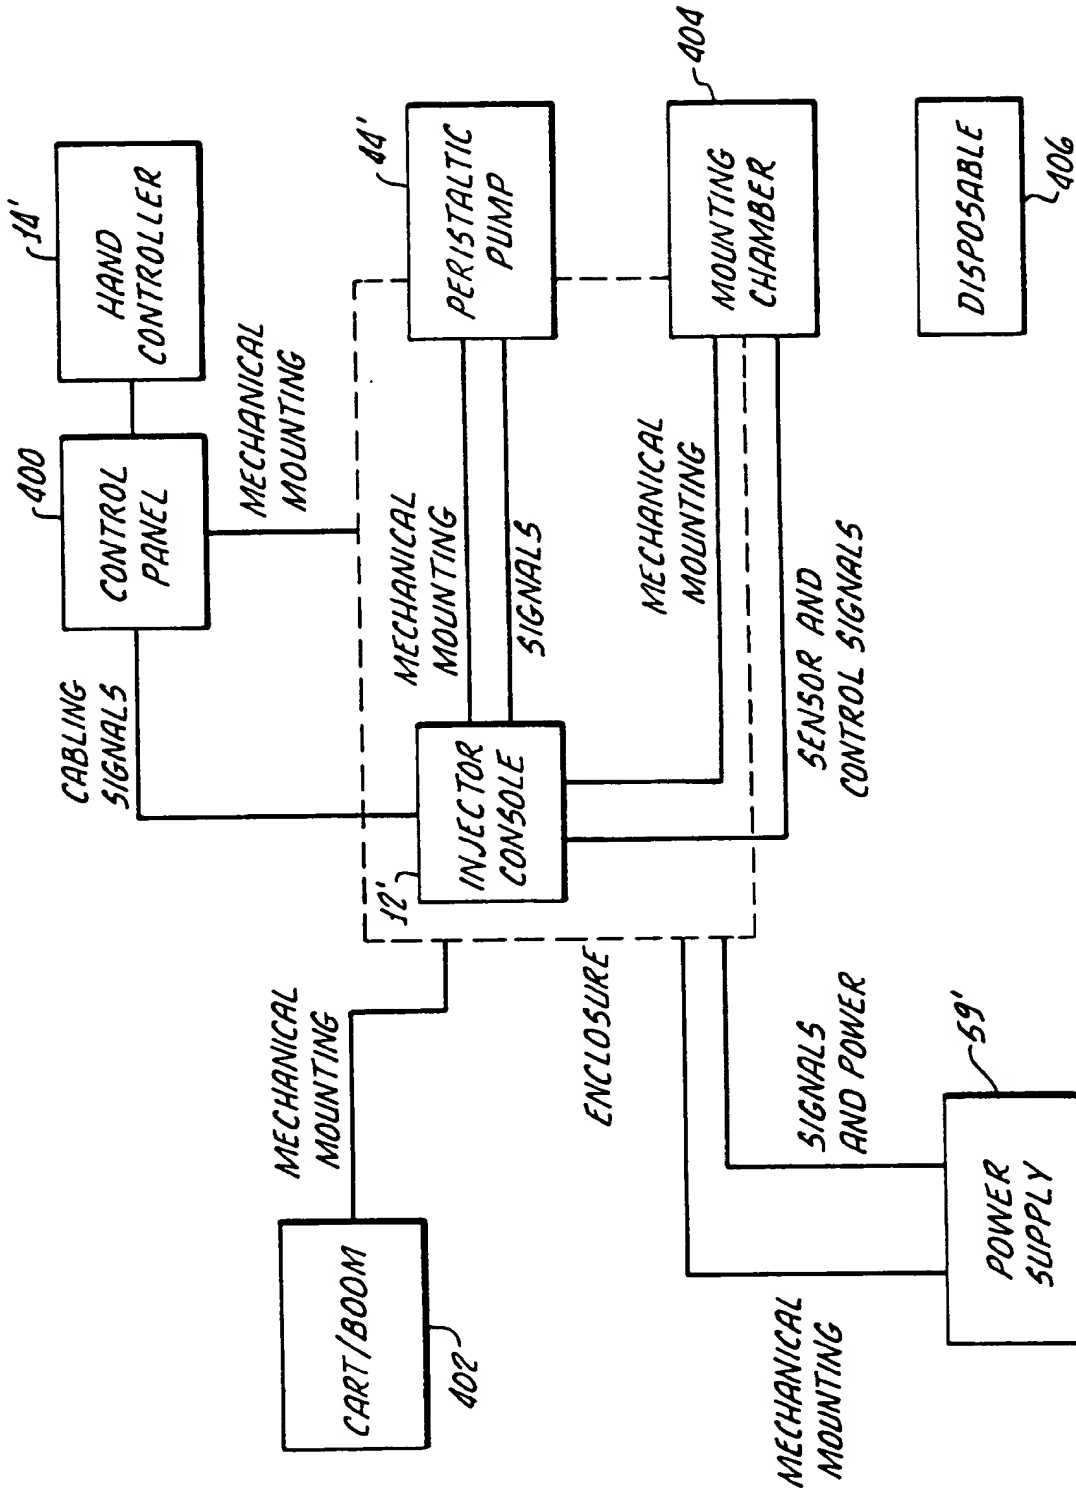 14'
HAND
CONTROLLER
400
CONTROL
PANEL
MECHANICAL
MOUNTING
CABLING
SIGNALS
44'
PERISTALTIC
PUMP
MECHANICAL
MOUNTING
SIGNALS
12'
INJECTOR
CONSOLE
404
MOUNTING
CHAMBER
MECHANICAL
MOUNTING
SENSOR AND
CONTROL SIGNALS
DISPOSABLE
406
ENCLOSURE
MECHANICAL
MOUNTING
CART/BOOM
402
SIGNALS
AND POWER
59'
POWER
SUPPLY
MECHANICAL
MOUNTING